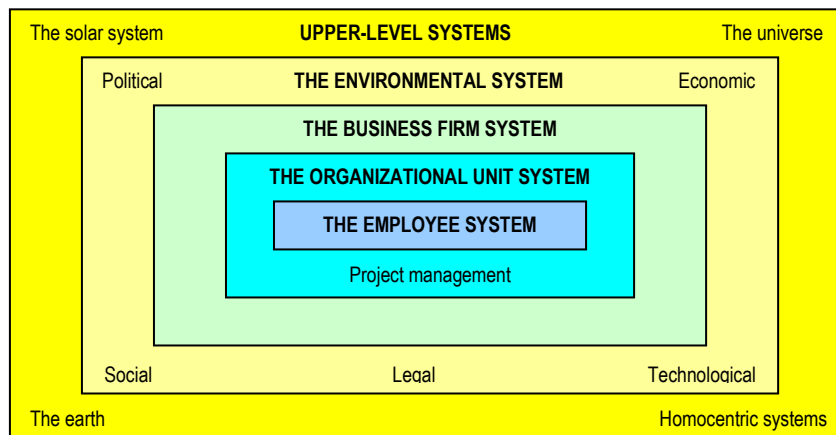 The solar system UPPER-LEVEL SYSTEMS The universe
Political THE ENVIRONMENTAL SYSTEM Economic
THE BUSINESS FIRM SYSTEM
THE ORGANIZATIONAL UNIT SYSTEM
THE EMPLOYEE SYSTEM
Project management
Social Legal Technological
The earth Homocentric systems